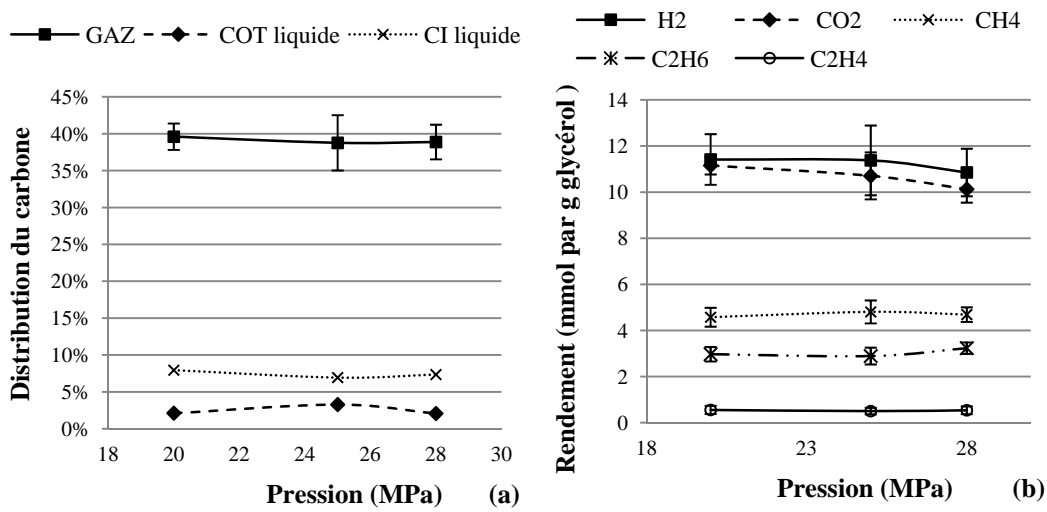 GAZ COT liquide CI liquide
45%
40%
35%
30%
25%
20%
15%
10%
5%
0%
18 20 22 24 26 28 30
Distribution du carbone
Pression (MPa) (a)
H2 CO2 CH4
C2H6 C2H4
14
12
10
8
6
4
2
0
18 23 28
Rendement (mmol par g glycérol )
Pression (MPa) (b)